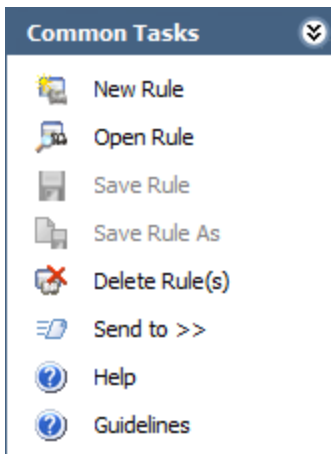 Common Tasks
New Rule
Open Rule
Save Rule
Save Rule As
Delete Rule(s)
Send to >>
Help
Guidelines